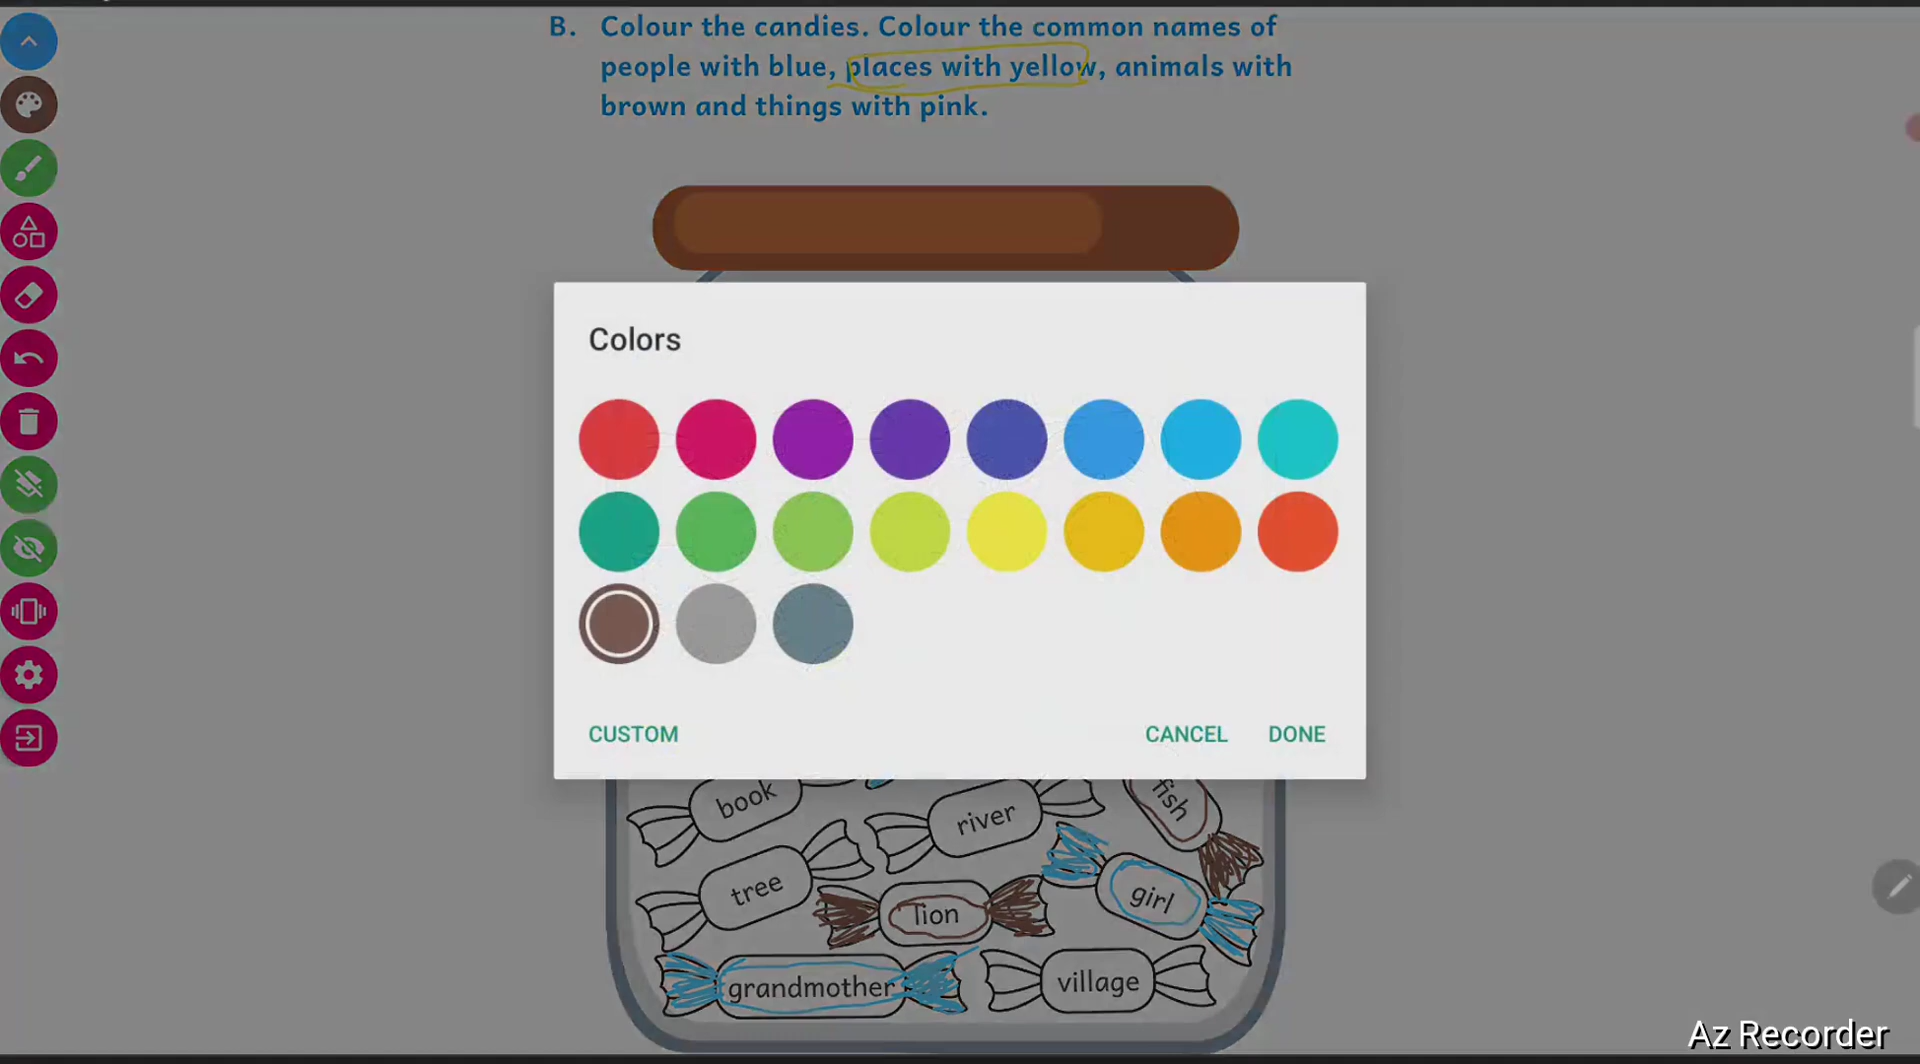 B. Colour the candies. Colour the common names of
people with blue, places with yellow, animals with
brown and things with pink.
Colors
CUSTOM CANCEL DONE
book
river
fish
tree
lion
girl
grandmother
village
Az Recorder